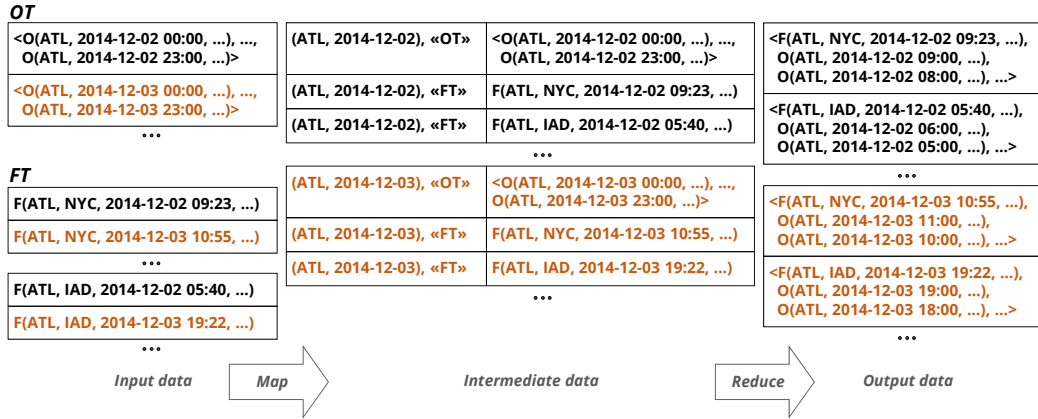 OT
<O(ATL, 2014-12-02 00:00, ...), ...,
O(ATL, 2014-12-02 23:00, ...)>
<O(ATL, 2014-12-03 00:00, ...), ...,
O(ATL, 2014-12-03 23:00, ...)>
...
FT
F(ATL, NYC, 2014-12-02 09:23, ...)
F(ATL, NYC, 2014-12-03 10:55, ...)
...
F(ATL, IAD, 2014-12-02 05:40, ...)
F(ATL, IAD, 2014-12-03 19:22, ...)
...
(ATL, 2014-12-02), «OT» <O(ATL, 2014-12-02 00:00, ...), ...,
O(ATL, 2014-12-02 23:00, ...)>
(ATL, 2014-12-02), «FT» F(ATL, NYC, 2014-12-02 09:23, ...)
(ATL, 2014-12-02), «FT» F(ATL, IAD, 2014-12-02 05:40, ...)
...
(ATL, 2014-12-03), «OT» <O(ATL, 2014-12-03 00:00, ...), ...,
O(ATL, 2014-12-03 23:00, ...)>
(ATL, 2014-12-03), «FT» F(ATL, NYC, 2014-12-03 10:55, ...)
(ATL, 2014-12-03), «FT» F(ATL, IAD, 2014-12-03 19:22, ...)
...
<F(ATL, NYC, 2014-12-02 09:23, ...),
O(ATL, 2014-12-02 09:00, ...),
O(ATL, 2014-12-02 08:00, ...), ...>
<F(ATL, IAD, 2014-12-02 05:40, ...),
O(ATL, 2014-12-02 06:00, ...),
O(ATL, 2014-12-02 05:00, ...), ...>
...
<F(ATL, NYC, 2014-12-03 10:55, ...),
O(ATL, 2014-12-03 11:00, ...),
O(ATL, 2014-12-03 10:00, ...), ...>
<F(ATL, IAD, 2014-12-03 19:22, ...),
O(ATL, 2014-12-03 19:00, ...),
O(ATL, 2014-12-03 18:00, ...), ...>
...
Input data
Map
Intermediate data
Reduce
Output data